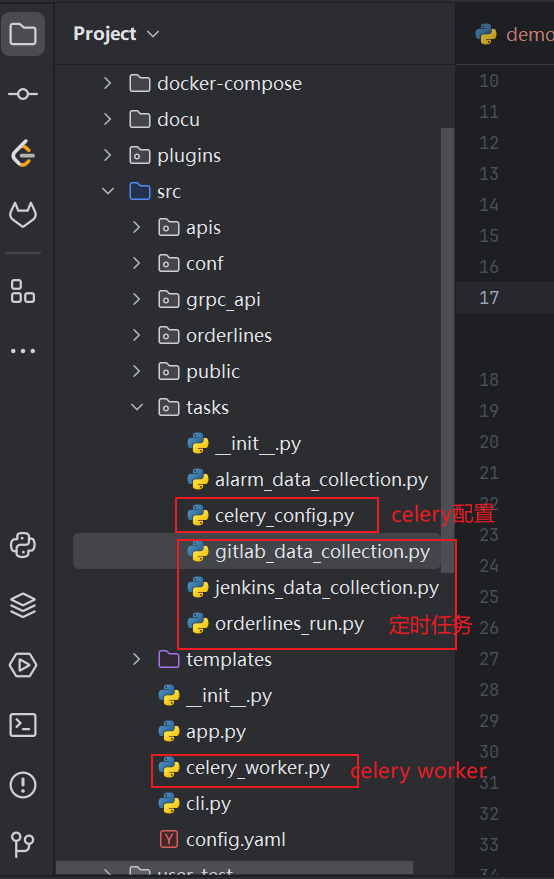 Project
demo
docker-compose
docu
plugins
src
apis
conf
grpc_api
orderlines
public
tasks
__init__.py
alarm_data_collection.py
celery_config.py
celery配置
gitlab_data_collection.py
jenkins_data_collection.py
orderlines_run.py
定时任务
templates
__init__.py
app.py
celery_worker.py
celery worker
cli.py
config.yaml
user_test
10
11
12
13
14
15
16
17
18
19
20
21
22
23
24
25
26
27
28
29
30
31
32
33
34